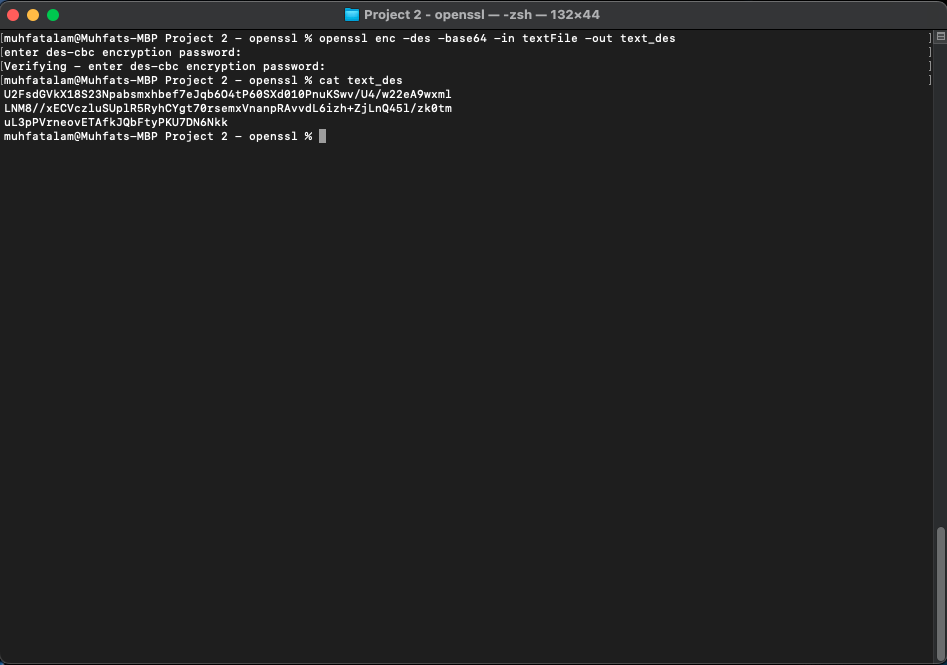 Project 2 - openssl — -zsh — 132×44
[muhfatalam@Muhfats-MBP Project 2 - openssl % openssl enc -des -base64 -in textFile -out text_des ]
[enter des-cbc encryption password: ]
[Verifying - enter des-cbc encryption password: ]
[muhfatalam@Muhfats-MBP Project 2 - openssl % cat text_des ]
U2FsdGVkX18S23Npabsmxhbef7eJqb6O4tP60SXd010PnuKSwv/U4/w22eA9wxml
LNM8//xECVczluSUplR5RyhCYgt70rsemxVnanpRAvvdL6izh+ZjLnQ45l/zk0tm
uL3pPVrneovETAfkJQbFtyPKU7DN6Nkk
muhfatalam@Muhfats-MBP Project 2 - openssl %